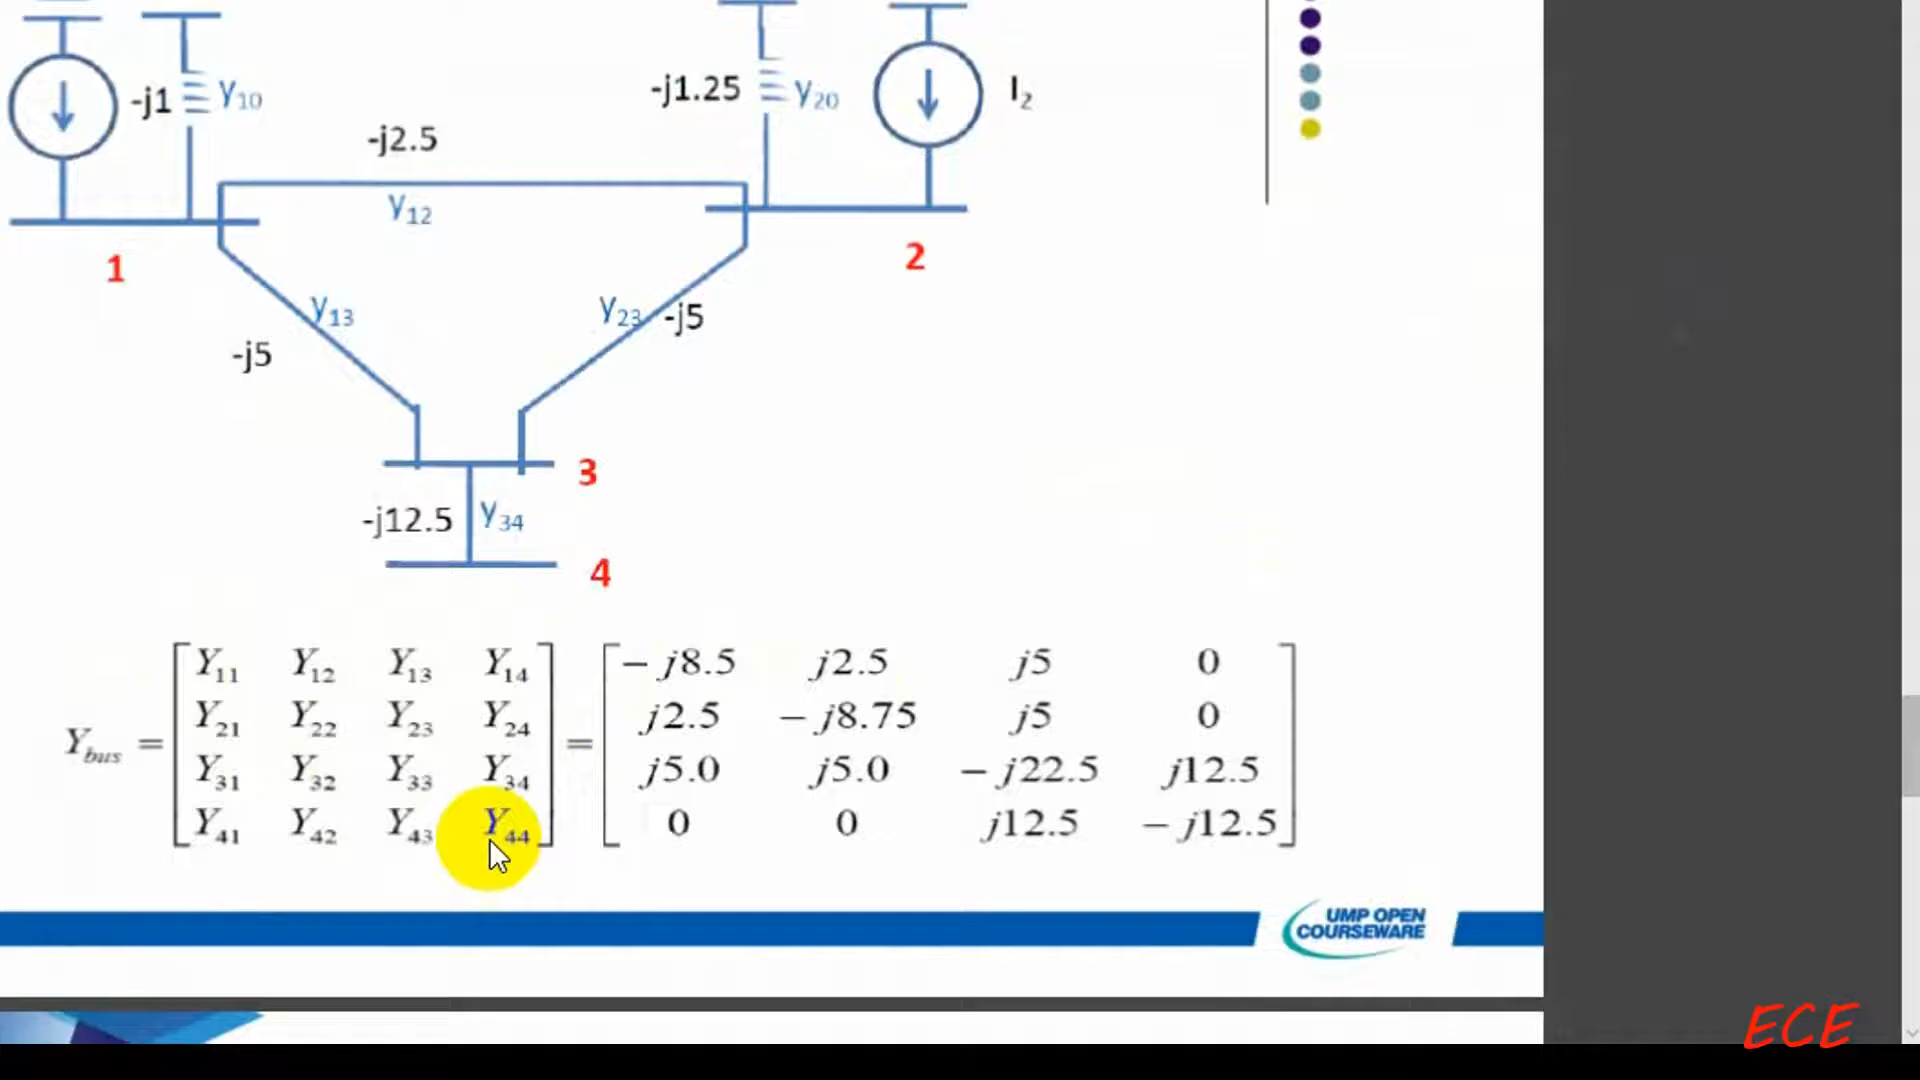 -j1 y10
-j1.25 y20 I2
-j2.5
y12
1 2
y13 y23 -j5
-j5
3
-j12.5 y34
4
Ybus = [ Y11 Y12 Y13 Y14 ] = [ - j8.5 j2.5 j5 0 ]
Y21 Y22 Y23 Y24 j2.5 - j8.75 j5 0
Y31 Y32 Y33 Y34 j5.0 j5.0 - j22.5 j12.5
Y41 Y42 Y43 Y44 0 0 j12.5 - j12.5
UMP OPEN
COURSEWARE
ECE